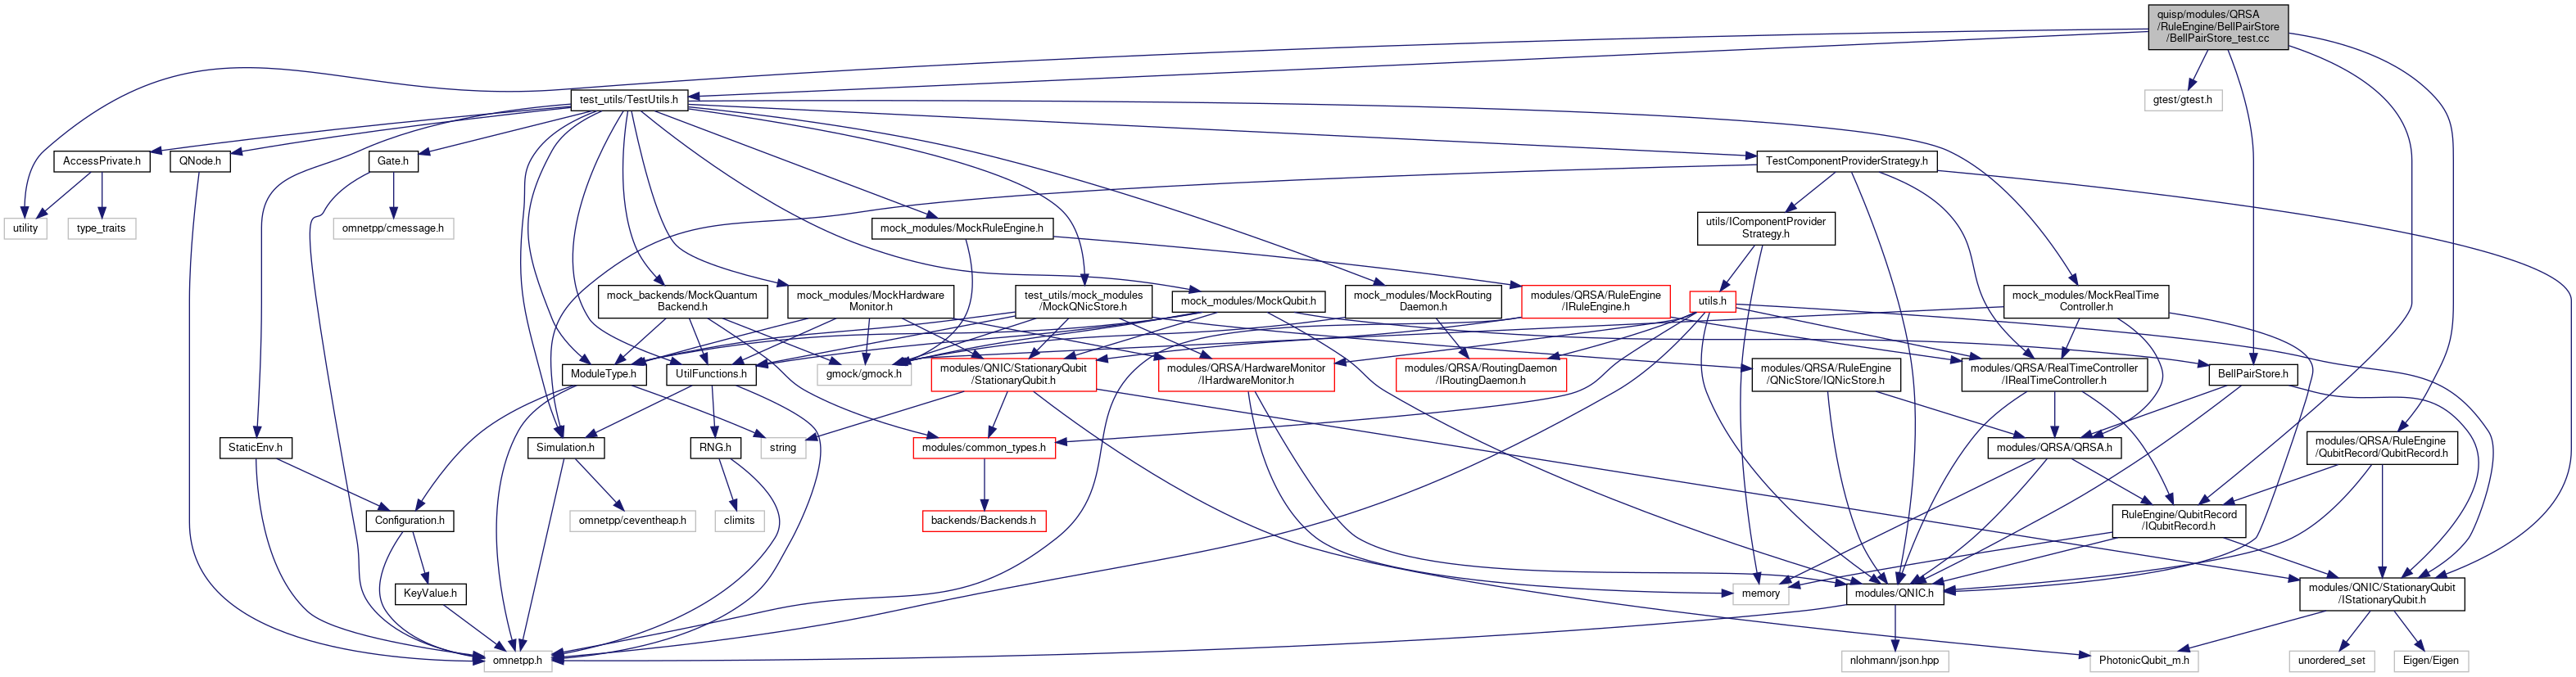 quisp/modules/QRSA
/RuleEngine/BellPairStore
/BellPairStore_test.cc
test_utils/TestUtils.h
gtest/gtest.h
AccessPrivate.h
QNode.h
Gate.h
TestComponentProviderStrategy.h
utility
type_traits
omnetpp/cmessage.h
mock_modules/MockRuleEngine.h
utils/IComponentProvider
Strategy.h
mock_backends/MockQuantum
Backend.h
mock_modules/MockHardware
Monitor.h
test_utils/mock_modules
/MockQNicStore.h
mock_modules/MockQubit.h
mock_modules/MockRouting
Daemon.h
modules/QRSA/RuleEngine
/IRuleEngine.h
utils.h
mock_modules/MockRealTime
Controller.h
ModuleType.h
UtilFunctions.h
gmock/gmock.h
modules/QNIC/StationaryQubit
/StationaryQubit.h
modules/QRSA/HardwareMonitor
/IHardwareMonitor.h
modules/QRSA/RoutingDaemon
/IRoutingDaemon.h
modules/QRSA/RuleEngine
/QNicStore/IQNicStore.h
modules/QRSA/RealTimeController
/IRealTimeController.h
BellPairStore.h
StaticEnv.h
Simulation.h
RNG.h
string
modules/common_types.h
modules/QRSA/QRSA.h
modules/QRSA/RuleEngine
/QubitRecord/QubitRecord.h
Configuration.h
omnetpp/ceventheap.h
climits
backends/Backends.h
RuleEngine/QubitRecord
/IQubitRecord.h
KeyValue.h
memory
modules/QNIC.h
modules/QNIC/StationaryQubit
/IStationaryQubit.h
omnetpp.h
nlohmann/json.hpp
PhotonicQubit_m.h
unordered_set
Eigen/Eigen